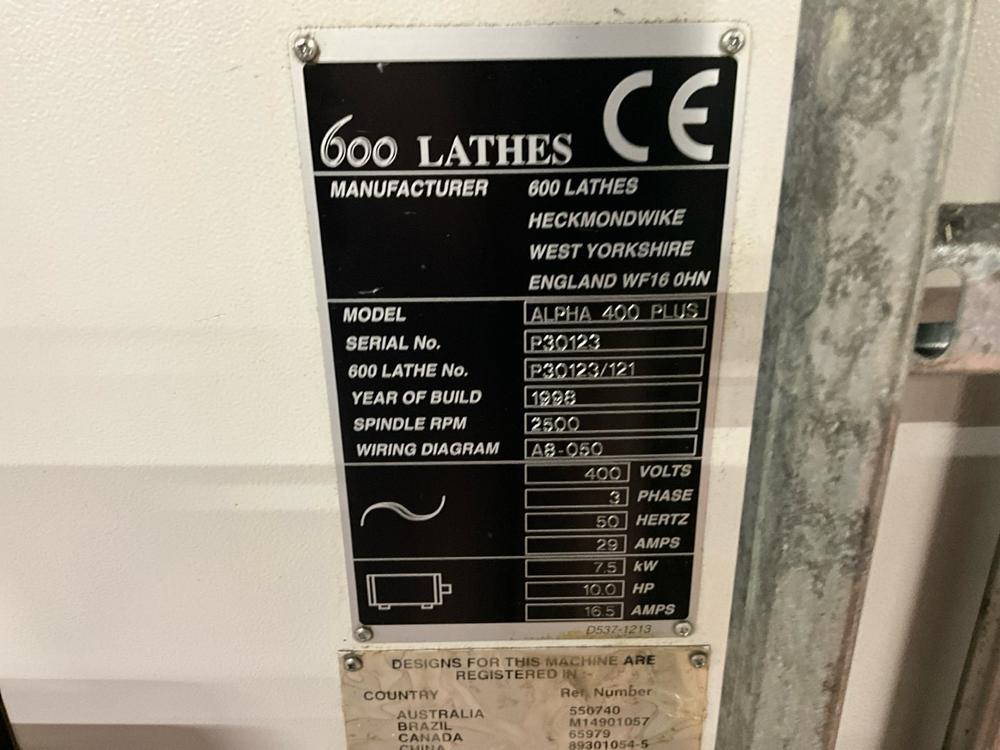 600 LATHES CE
MANUFACTURER 600 LATHES
HECKMONDWIKE
WEST YORKSHIRE
ENGLAND WF16 0HN
MODEL ALPHA 400 PLUS
SERIAL No. P30123
600 LATHE No. P30123/121
YEAR OF BUILD 1998
SPINDLE RPM 2500
WIRING DIAGRAM A8-050
400 VOLTS
3 PHASE
50 HERTZ
29 AMPS
7.5 kW
10.0 HP
16.5 AMPS
D537-1213
DESIGNS FOR THIS MACHINE ARE
REGISTERED IN :-
COUNTRY Ref. Number
AUSTRALIA 550740
BRAZIL M14901057
CANADA 65979
CHINA 89301054-5